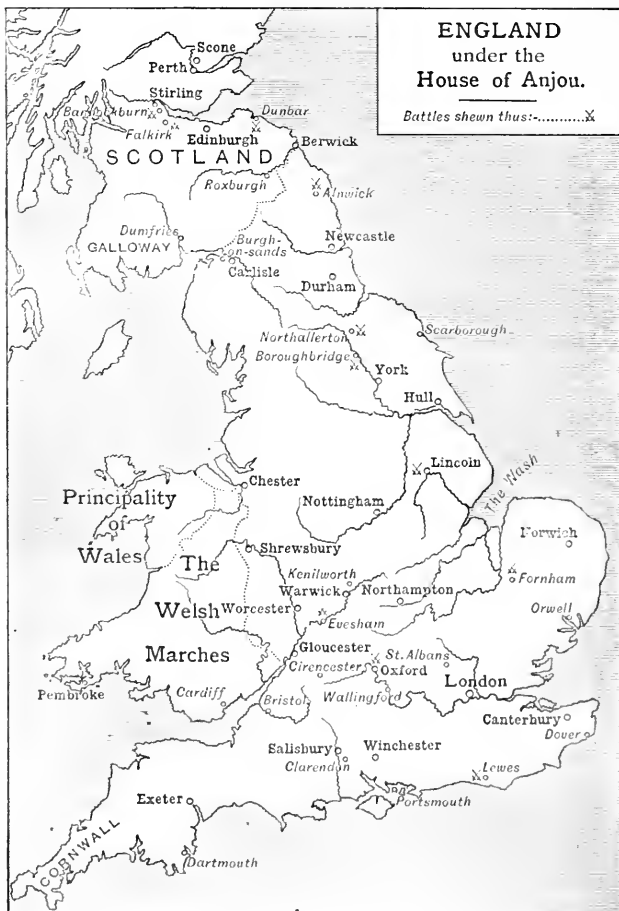 ENGLAND
under the
House of Anjou.
Battles shewn thus:-...........
Scone
Perth
Stirling
Bannockburn
Dunbar
Falkirk
Edinburgh
Berwick
SCOTLAND
Roxburgh
Alnwick
Dumfries
GALLOWAY
Burgh-
on-sands
Carlisle
Newcastle
Durham
Northallerton
Scarborough
Boroughbridge
York
Hull
Lincoln
The Wash
Chester
Nottingham
Principality
of
Wales
The
Welsh
Marches
Shrewsbury
Norwich
Kenilworth
Warwick
Northampton
Fornham
Worcester
Evesham
Orwell
Gloucester
Cirencester
St. Albans
Oxford
Pembroke
Cardiff
Bristol
Wallingford
London
Canterbury
Dover
Salisbury
Clarendon
Winchester
Lewes
Portsmouth
Exeter
CORNWALL
Dartmouth